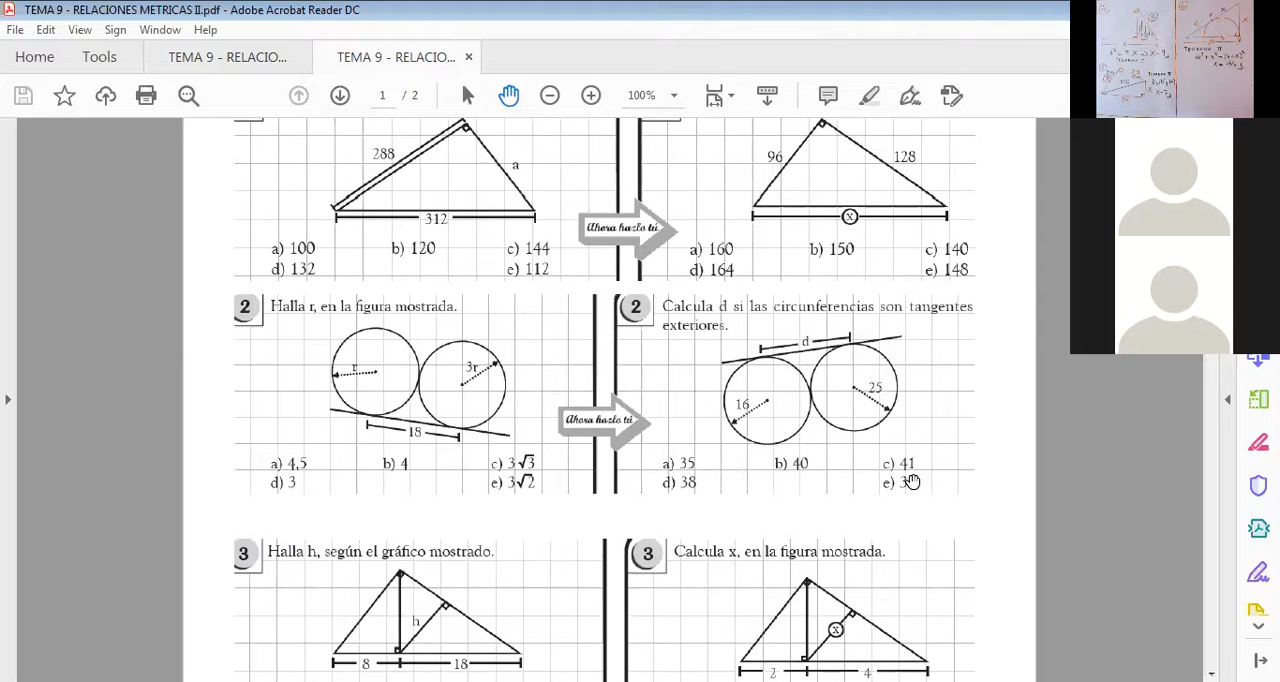 TEMA 9 - RELACIONES METRICAS II.pdf - Adobe Acrobat Reader DC
File Edit View Sign Window Help
Home Tools TEMA 9 - RELACIO... TEMA 9 - RELACIO... ×
1 / 2 100%
288 a
312
a) 100 b) 120 c) 144
d) 132 e) 112
Ahora hazlo tú
96 128
x
a) 160 b) 150 c) 140
d) 164 e) 148
2 Halla r, en la figura mostrada.
r 3r
18
a) 4,5 b) 4 c) 3√3
d) 3 e) 3√2
Ahora hazlo tú
2 Calcula d si las circunferencias son tangentes
exteriores.
d
16 25
a) 35 b) 40 c) 41
d) 38 e) 3
3 Halla h, según el gráfico mostrado.
h
8 18
3 Calcula x, en la figura mostrada.
x
2 4